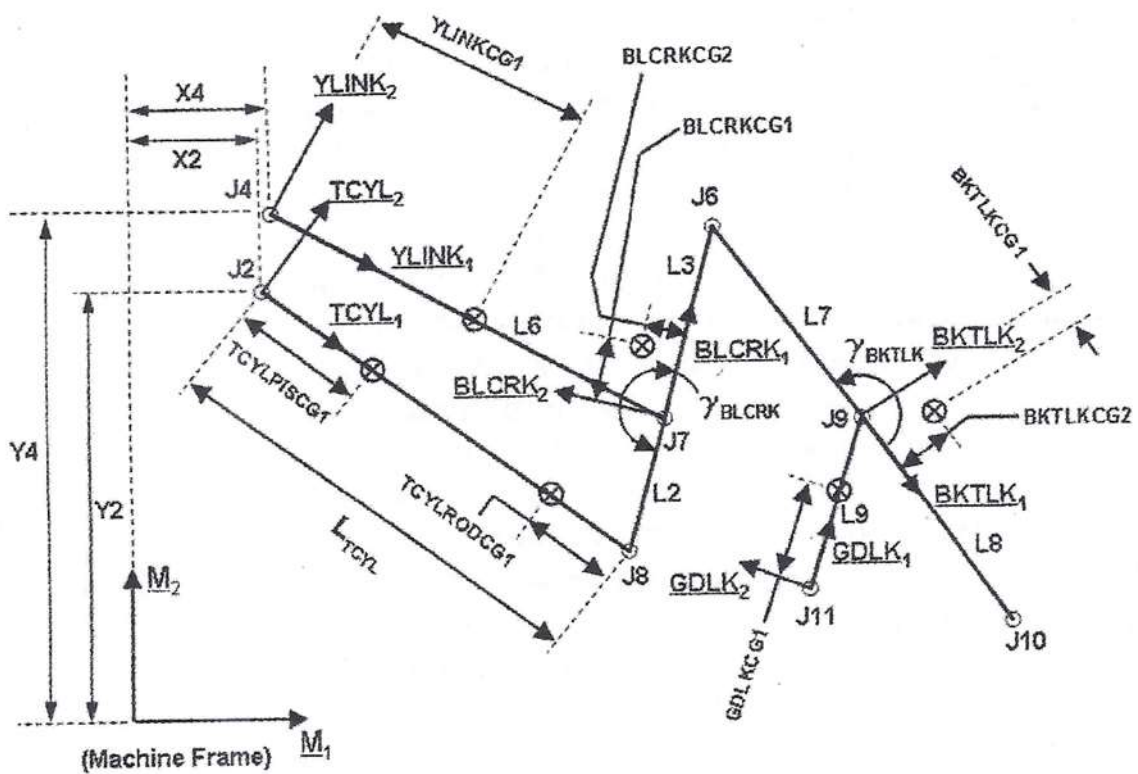 YLINKCG1
BLCRKCG2
X4
YLINK2
BLCRKCG1
X2
J4
TCYL2
J6
BKTLKCG1
YLINK1
L3
J2
TCYL1
L6
L7
γBKTLK
BKTLK2
TCYLPISCG1
BLCRK1
BLCRK2
γBLCRK
J7
J9
BKTLKCG2
Y4
Y2
TCYLRODCG1
L2
L9
BKTLK1
LTCYL
J8
GDLK1
L8
M2
GDLK2
J11
J10
GDLKCG1
M1
(Machine Frame)